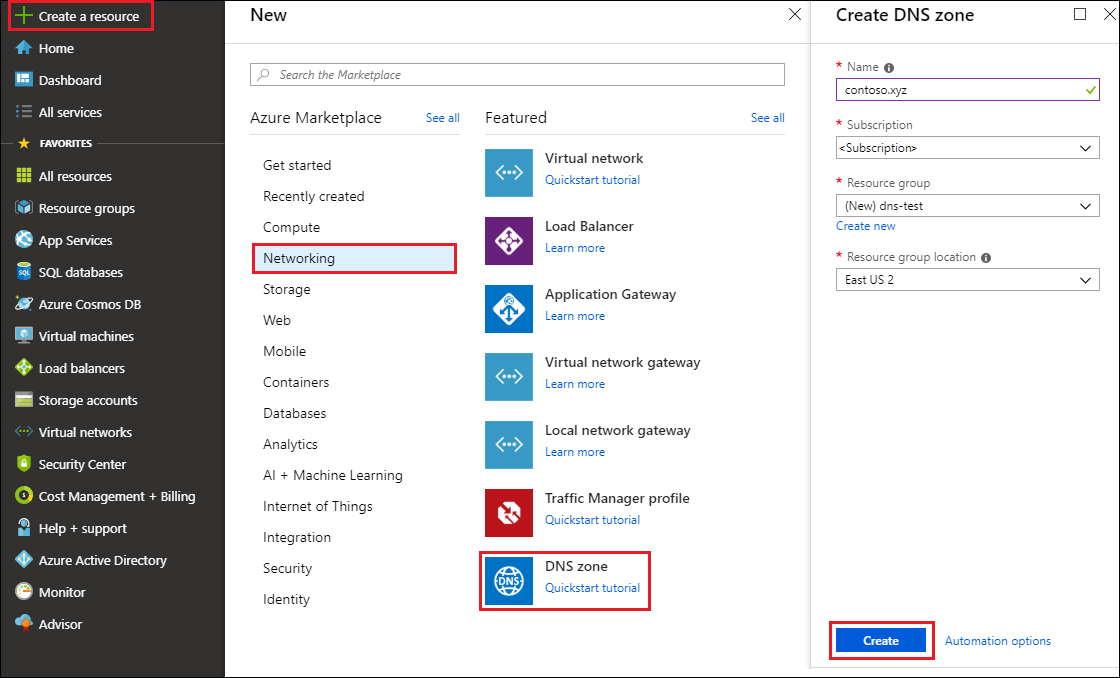 Create a resource
Home
Dashboard
All services
FAVORITES
All resources
Resource groups
App Services
SQL
SQL databases
Azure Cosmos DB
Virtual machines
Load balancers
Storage accounts
Virtual networks
Security Center
Cost Management + Billing
Help + support
Azure Active Directory
Monitor
Advisor
New
Search the Marketplace
Azure Marketplace
See all
Get started
Recently created
Compute
Networking
Storage
Web
Mobile
Containers
Databases
Analytics
AI + Machine Learning
Internet of Things
Integration
Security
Identity
Featured
See all
Virtual network
Quickstart tutorial
Load Balancer
Learn more
Application Gateway
Learn more
Virtual network gateway
Learn more
Local network gateway
Learn more
Traffic Manager profile
Quickstart tutorial
DNS
DNS zone
Quickstart tutorial
Create DNS zone
* Name
contoso.xyz
* Subscription
<Subscription>
* Resource group
(New) dns-test
Create new
* Resource group location
East US 2
Create
Automation options